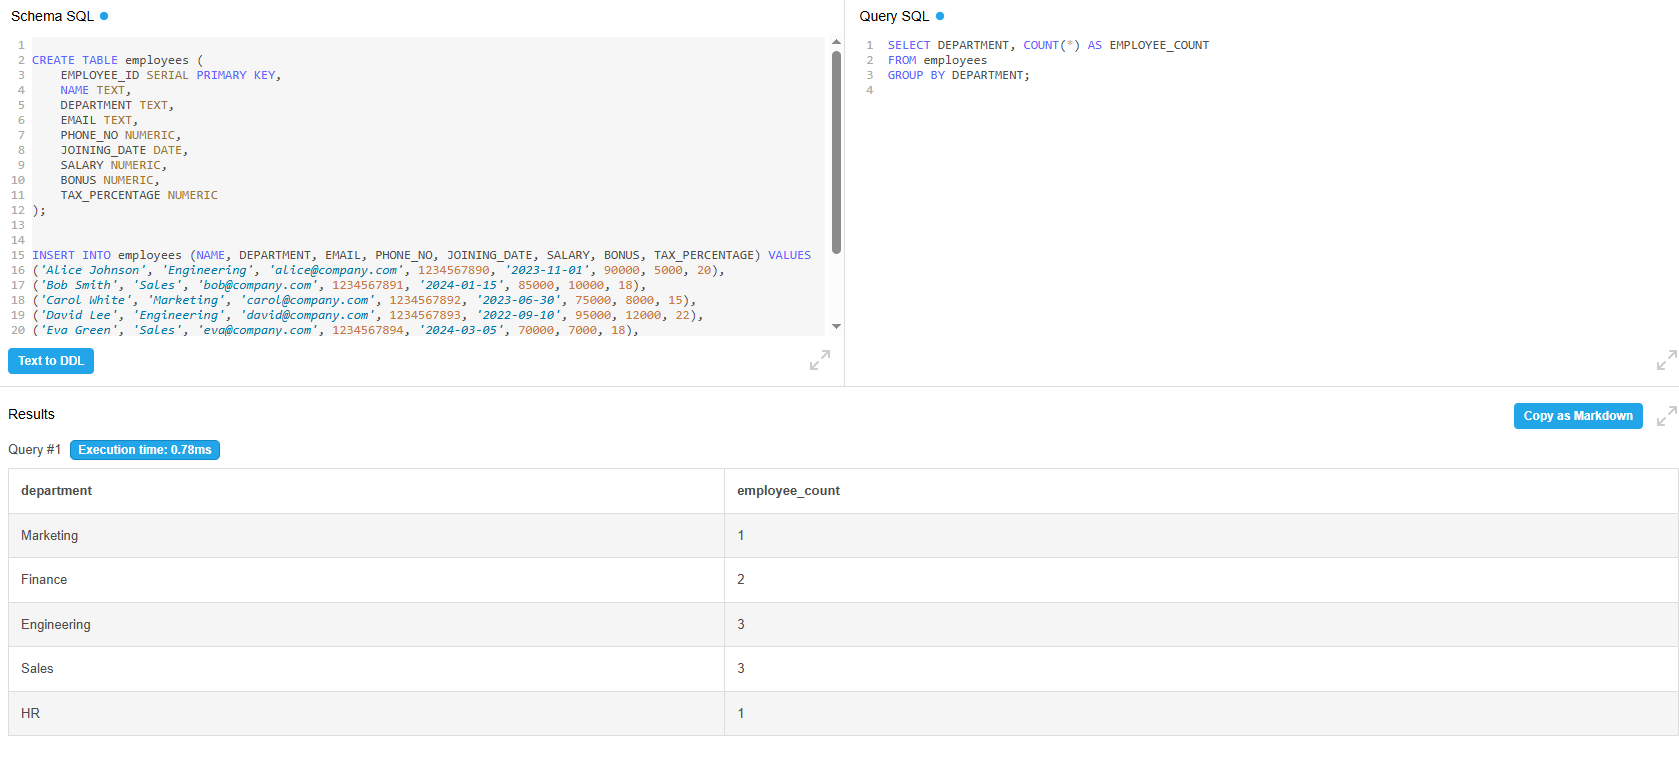 Schema SQL
1
2 CREATE TABLE employees (
3 EMPLOYEE_ID SERIAL PRIMARY KEY,
4 NAME TEXT,
5 DEPARTMENT TEXT,
6 EMAIL TEXT,
7 PHONE_NO NUMERIC,
8 JOINING_DATE DATE,
9 SALARY NUMERIC,
10 BONUS NUMERIC,
11 TAX_PERCENTAGE NUMERIC
12 );
13
14
15 INSERT INTO employees (NAME, DEPARTMENT, EMAIL, PHONE_NO, JOINING_DATE, SALARY, BONUS, TAX_PERCENTAGE) VALUES
16 ('Alice Johnson', 'Engineering', 'alice@company.com', 1234567890, '2023-11-01', 90000, 5000, 20),
17 ('Bob Smith', 'Sales', 'bob@company.com', 1234567891, '2024-01-15', 85000, 10000, 18),
18 ('Carol White', 'Marketing', 'carol@company.com', 1234567892, '2023-06-30', 75000, 8000, 15),
19 ('David Lee', 'Engineering', 'david@company.com', 1234567893, '2022-09-10', 95000, 12000, 22),
20 ('Eva Green', 'Sales', 'eva@company.com', 1234567894, '2024-03-05', 70000, 7000, 18),
Text to DDL
Query SQL
1 SELECT DEPARTMENT, COUNT(*) AS EMPLOYEE_COUNT
2 FROM employees
3 GROUP BY DEPARTMENT;
4
Results
Copy as Markdown
Query #1 Execution time: 0.78ms
department employee_count
Marketing 1
Finance 2
Engineering 3
Sales 3
HR 1